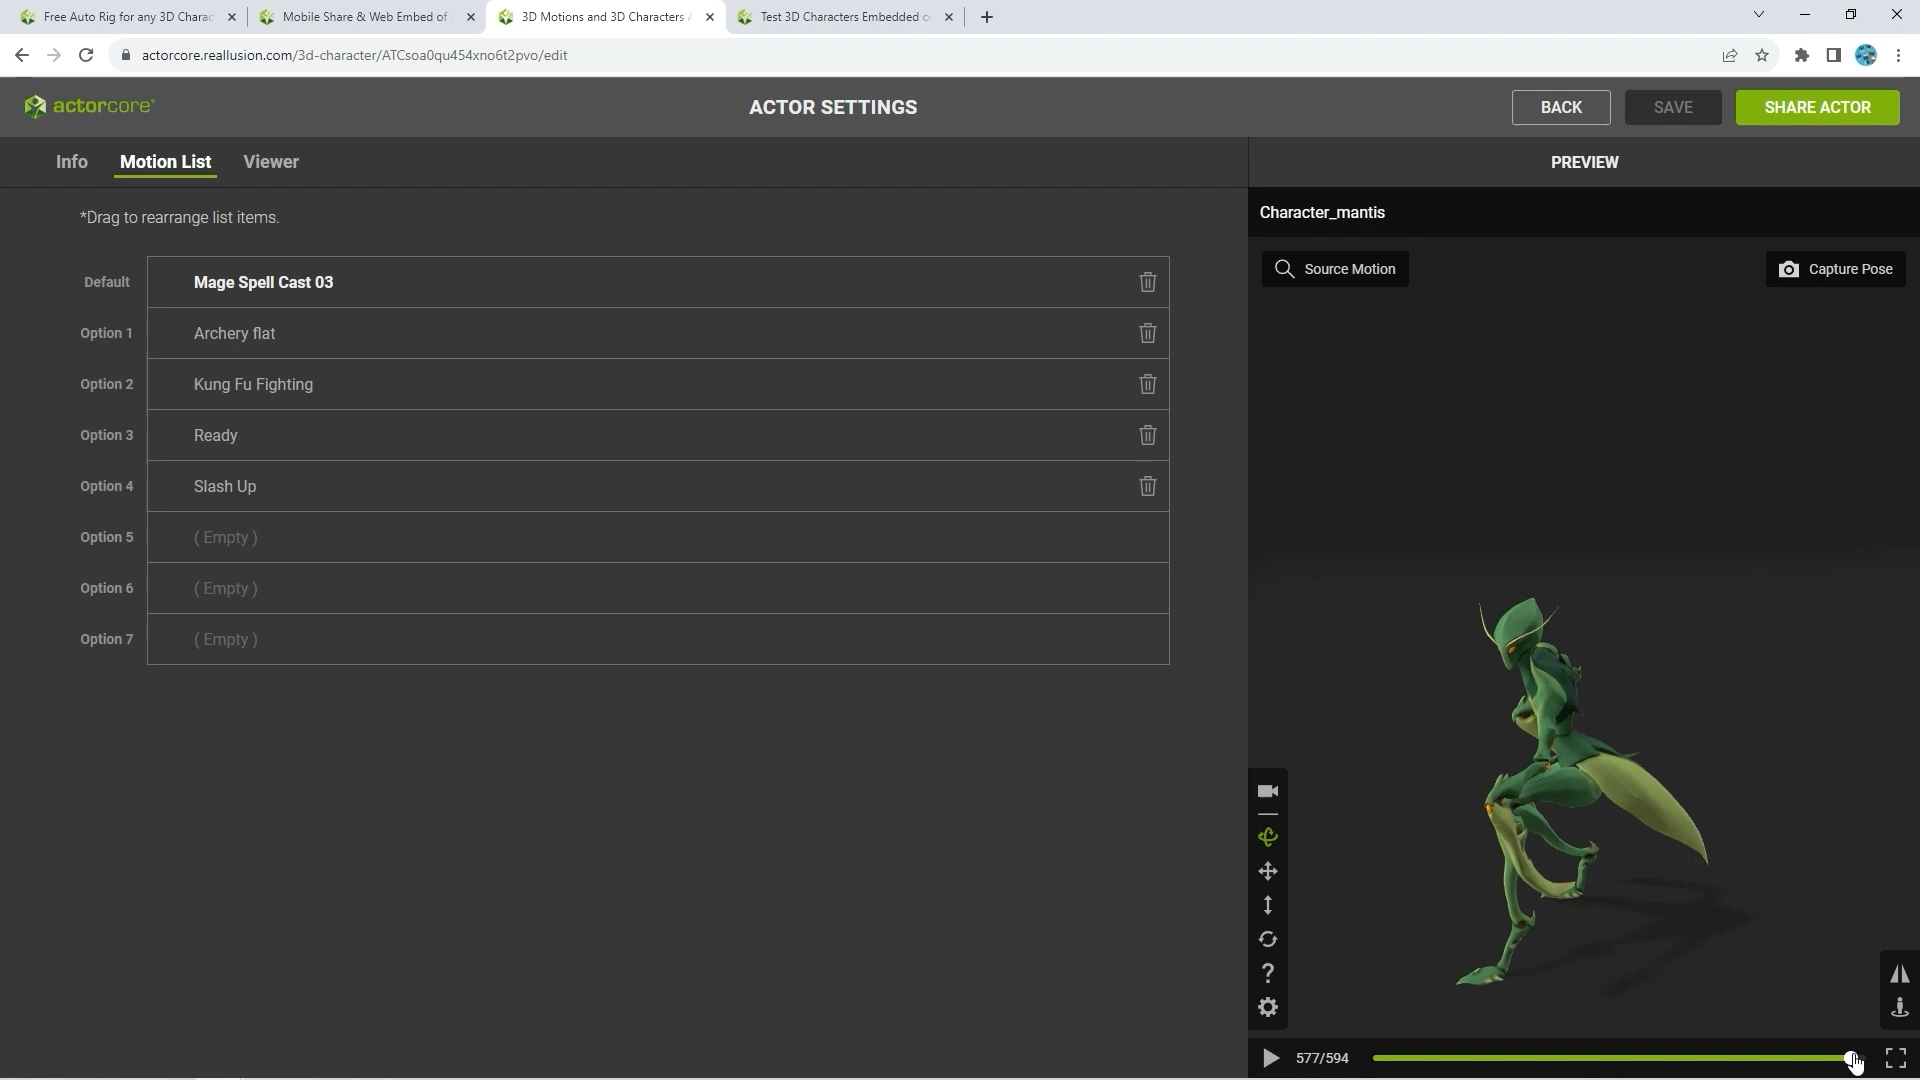 Free Auto Rig for any 3D Charac
Mobile Share & Web Embed of
3D Motions and 3D Characters
Test 3D Characters Embedded o
actorcore.reallusion.com/3d-character/ATCsoa0qu454xno6t2pvo/edit
actorcore
ACTOR SETTINGS
BACK
SAVE
SHARE ACTOR
Info
Motion List
Viewer
PREVIEW
*Drag to rearrange list items.
Character_mantis
Source Motion
Capture Pose
Default Mage Spell Cast 03
Option 1 Archery flat
Option 2 Kung Fu Fighting
Option 3 Ready
Option 4 Slash Up
Option 5 ( Empty )
Option 6 ( Empty )
Option 7 ( Empty )
577/594